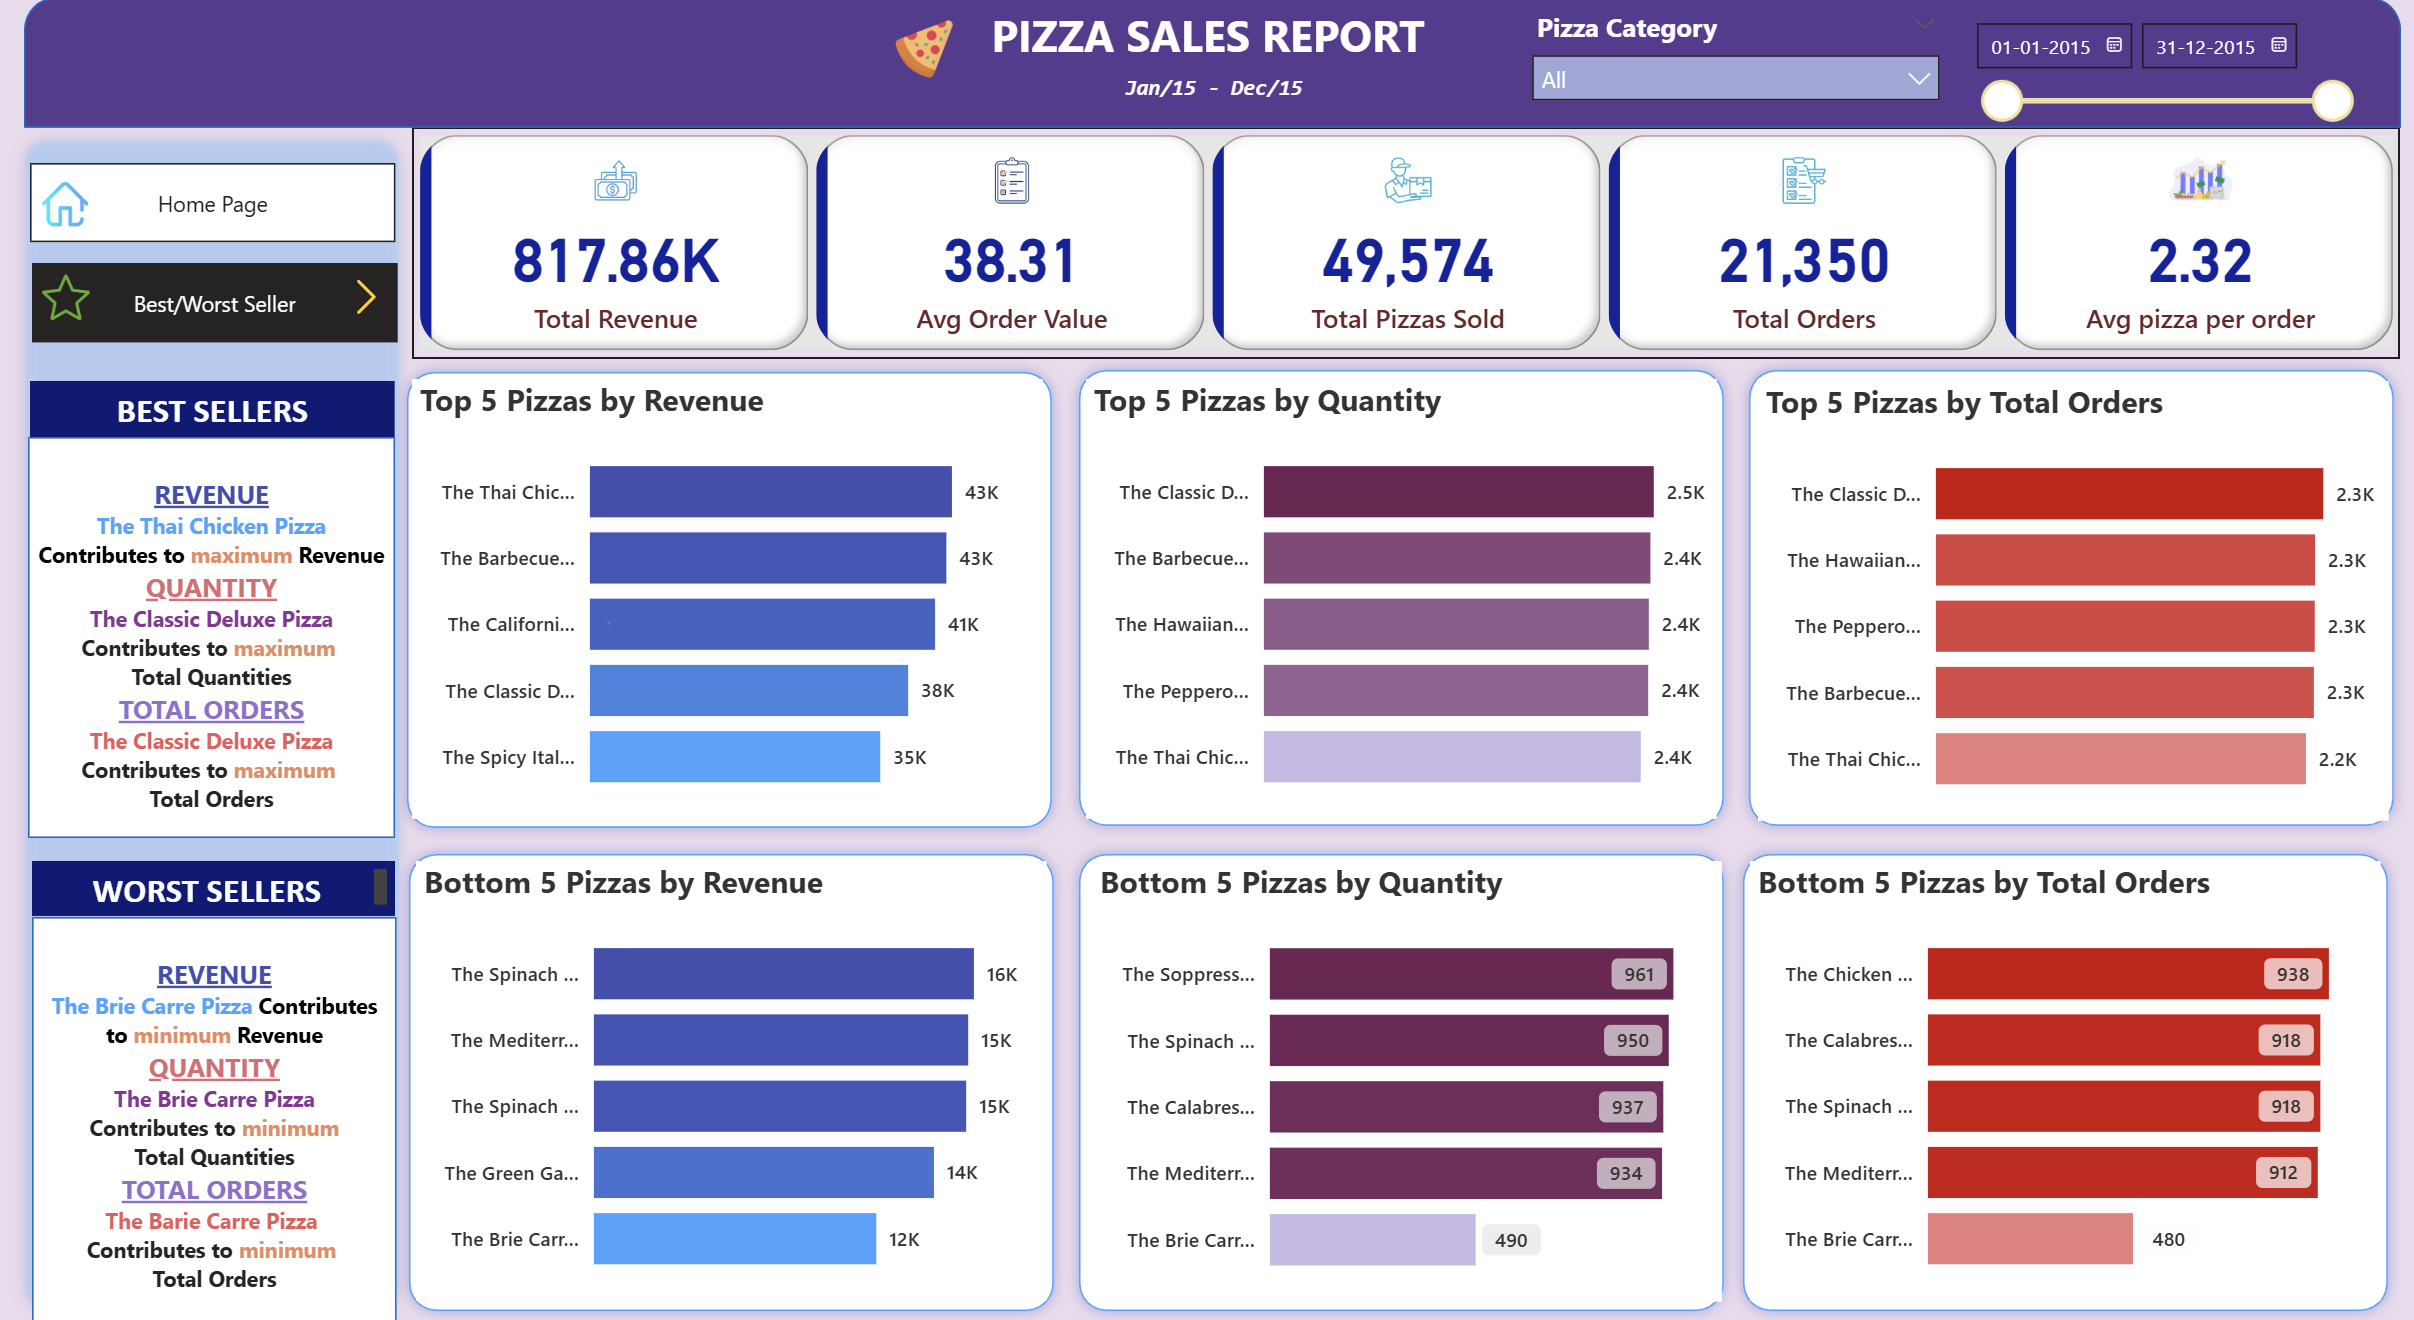 PIZZA SALES REPORT
Jan/15 - Dec/15
Pizza Category
All
01-01-2015
31-12-2015
Home Page
Best/Worst Seller
817.86K
Total Revenue
38.31
Avg Order Value
49,574
Total Pizzas Sold
21,350
Total Orders
2.32
Avg pizza per order
BEST SELLERS
REVENUE
The Thai Chicken Pizza
Contributes to maximum Revenue
QUANTITY
The Classic Deluxe Pizza
Contributes to maximum
Total Quantities
TOTAL ORDERS
The Classic Deluxe Pizza
Contributes to maximum
Total Orders
WORST SELLERS
REVENUE
The Brie Carre Pizza Contributes
to minimum Revenue
QUANTITY
The Brie Carre Pizza
Contributes to minimum
Total Quantities
TOTAL ORDERS
The Barie Carre Pizza
Contributes to minimum
Total Orders
Top 5 Pizzas by Revenue
The Thai Chic... 43K
The Barbecue... 43K
The Californi... 41K
The Classic D... 38K
The Spicy Ital... 35K
Top 5 Pizzas by Quantity
The Classic D... 2.5K
The Barbecue... 2.4K
The Hawaiian... 2.4K
The Peppero... 2.4K
The Thai Chic... 2.4K
Top 5 Pizzas by Total Orders
The Classic D... 2.3K
The Hawaiian... 2.3K
The Peppero... 2.3K
The Barbecue... 2.3K
The Thai Chic... 2.2K
Bottom 5 Pizzas by Revenue
The Spinach ... 16K
The Mediterr... 15K
The Spinach ... 15K
The Green Ga... 14K
The Brie Carr... 12K
Bottom 5 Pizzas by Quantity
The Soppress... 961
The Spinach ... 950
The Calabres... 937
The Mediterr... 934
The Brie Carr... 490
Bottom 5 Pizzas by Total Orders
The Chicken ... 938
The Calabres... 918
The Spinach ... 918
The Mediterr... 912
The Brie Carr... 480